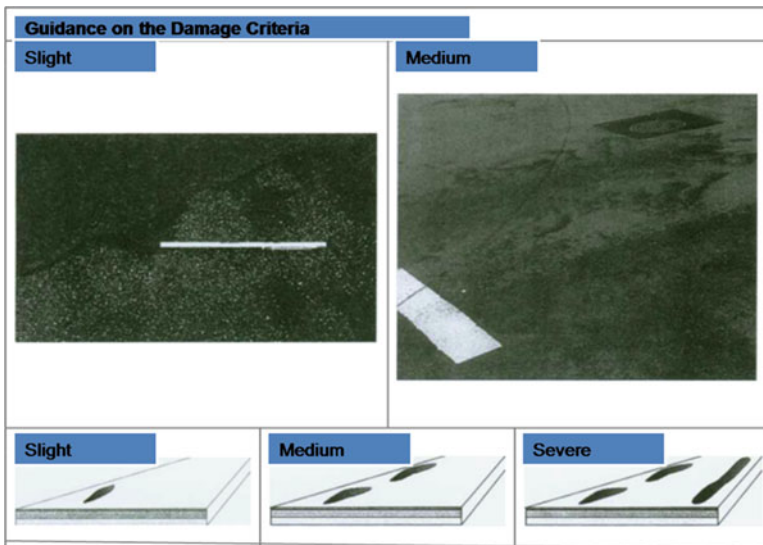 Guidance on the Damage Criteria
Slight
Medium
Slight
Medium
Severe